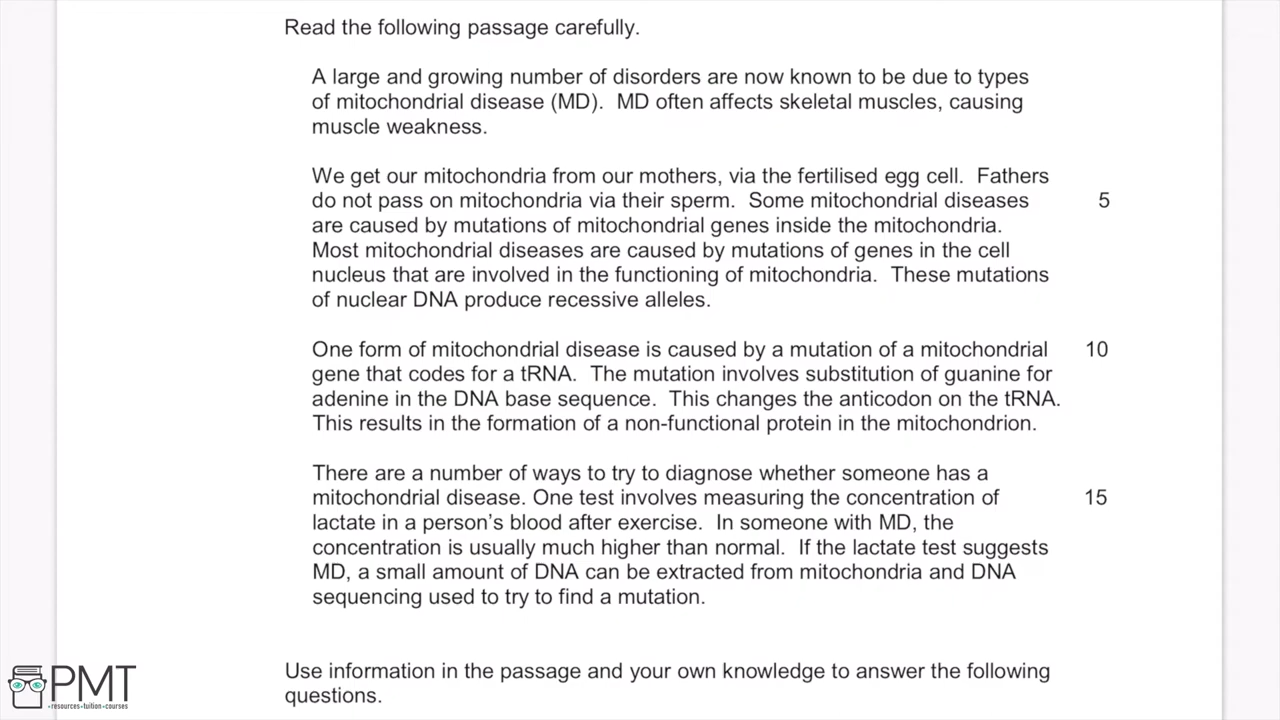 Read the following passage carefully.
A large and growing number of disorders are now known to be due to types
of mitochondrial disease (MD). MD often affects skeletal muscles, causing
muscle weakness.
We get our mitochondria from our mothers, via the fertilised egg cell. Fathers
do not pass on mitochondria via their sperm. Some mitochondrial diseases 5
are caused by mutations of mitochondrial genes inside the mitochondria.
Most mitochondrial diseases are caused by mutations of genes in the cell
nucleus that are involved in the functioning of mitochondria. These mutations
of nuclear DNA produce recessive alleles.
One form of mitochondrial disease is caused by a mutation of a mitochondrial 10
gene that codes for a tRNA. The mutation involves substitution of guanine for
adenine in the DNA base sequence. This changes the anticodon on the tRNA.
This results in the formation of a non-functional protein in the mitochondrion.
There are a number of ways to try to diagnose whether someone has a
mitochondrial disease. One test involves measuring the concentration of 15
lactate in a person's blood after exercise. In someone with MD, the
concentration is usually much higher than normal. If the lactate test suggests
MD, a small amount of DNA can be extracted from mitochondria and DNA
sequencing used to try to find a mutation.
Use information in the passage and your own knowledge to answer the following
questions.
PMT
•resources•tuition•courses